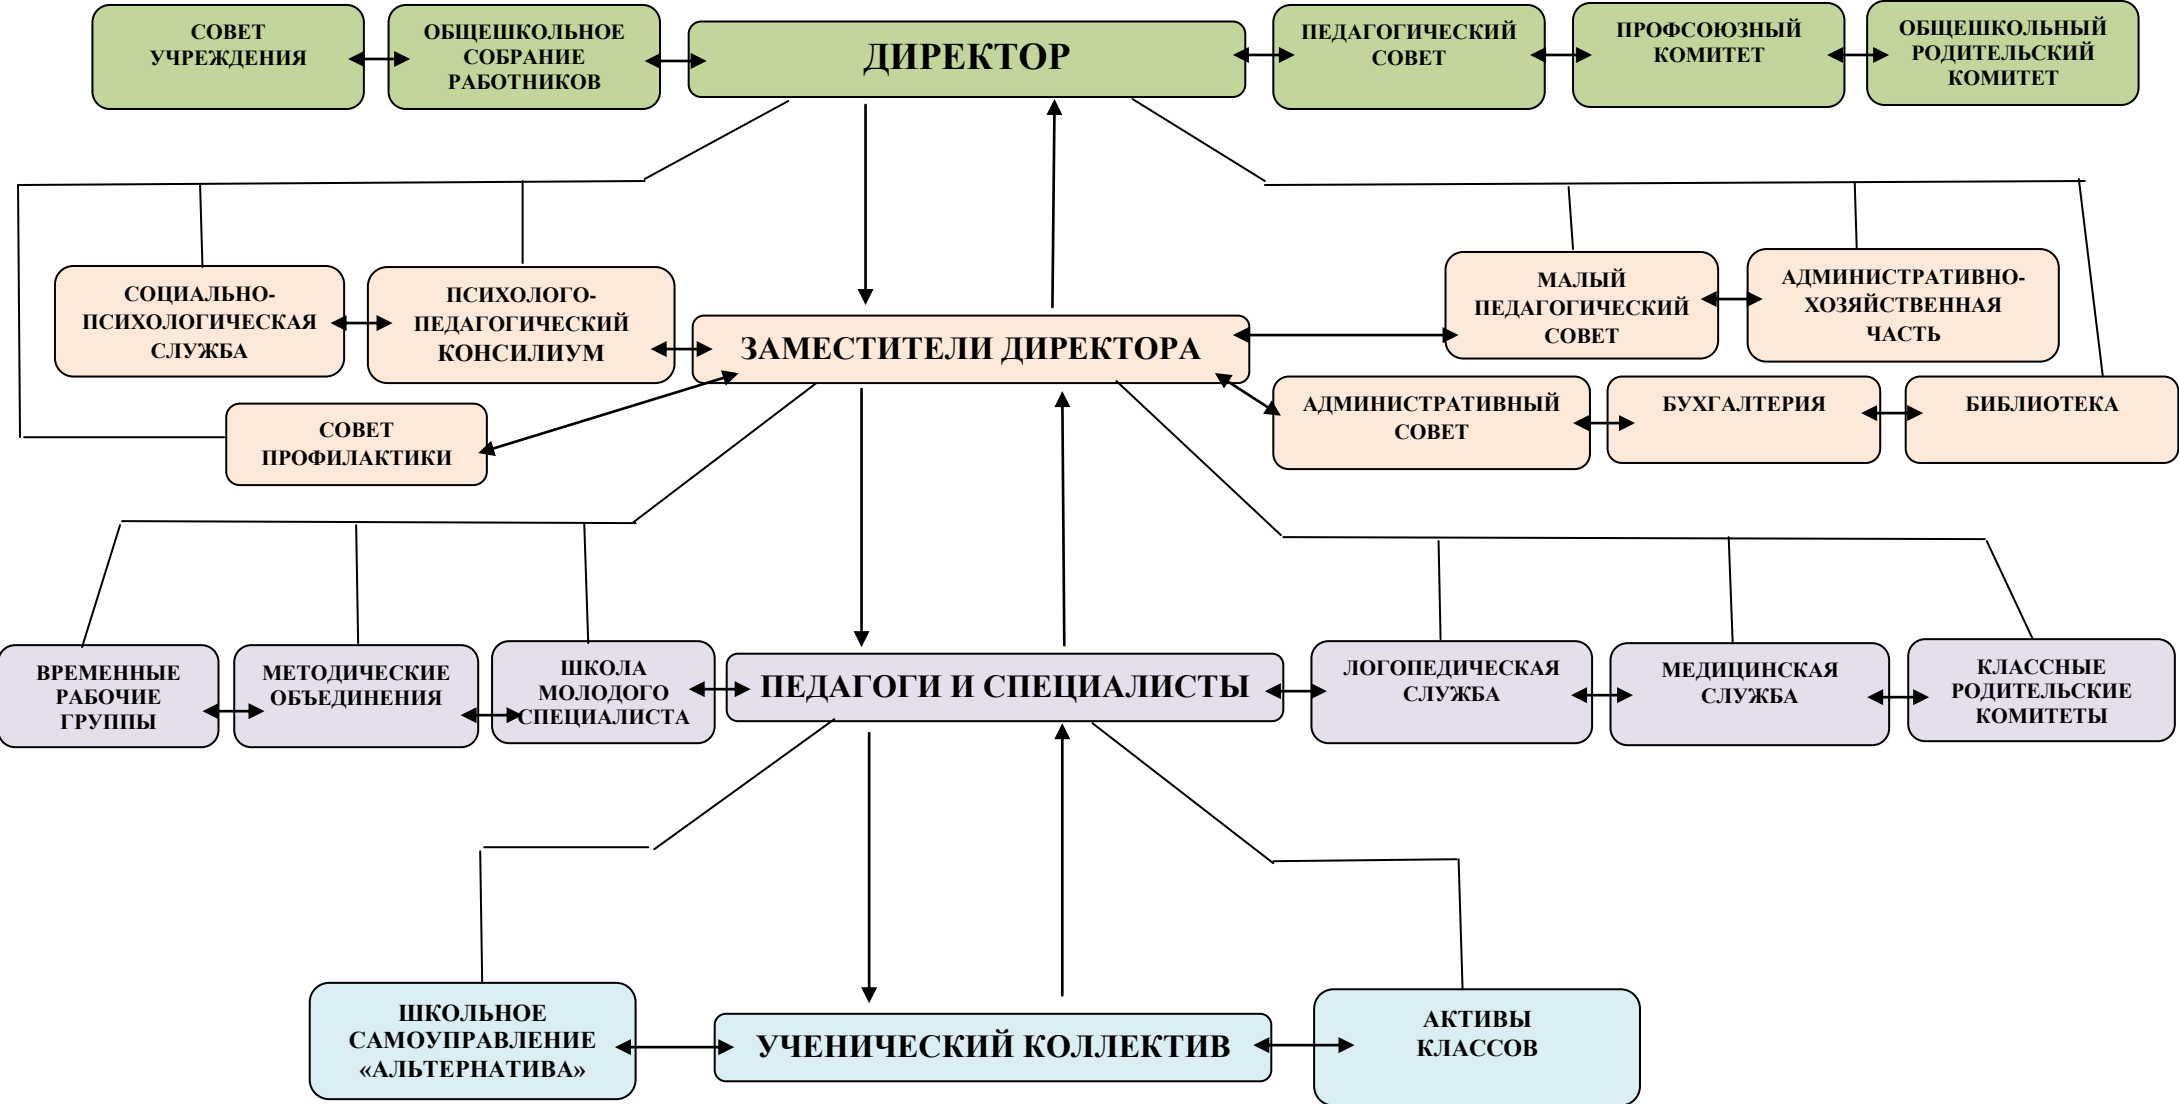 СОВЕТ
УЧРЕЖДЕНИЯ
ОБЩЕШКОЛЬНОЕ
СОБРАНИЕ
РАБОТНИКОВ
ДИРЕКТОР
ПЕДАГОГИЧЕСКИЙ
СОВЕТ
ПРОФСОЮЗНЫЙ
КОМИТЕТ
ОБЩЕШКОЛЬНЫЙ
РОДИТЕЛЬСКИЙ
КОМИТЕТ
СОЦИАЛЬНО-
ПСИХОЛОГИЧЕСКАЯ
СЛУЖБА
ПСИХОЛОГО-
ПЕДАГОГИЧЕСКИЙ
КОНСИЛИУМ
ЗАМЕСТИТЕЛИ ДИРЕКТОРА
МАЛЫЙ
ПЕДАГОГИЧЕСКИЙ
СОВЕТ
АДМИНИСТРАТИВНО-
ХОЗЯЙСТВЕННАЯ
ЧАСТЬ
СОВЕТ
ПРОФИЛАКТИКИ
АДМИНИСТРАТИВНЫЙ
СОВЕТ
БУХГАЛТЕРИЯ
БИБЛИОТЕКА
ВРЕМЕННЫЕ
РАБОЧИЕ
ГРУППЫ
МЕТОДИЧЕСКИЕ
ОБЪЕДИНЕНИЯ
ШКОЛА
МОЛОДОГО
СПЕЦИАЛИСТА
ПЕДАГОГИ И СПЕЦИАЛИСТЫ
ЛОГОПЕДИЧЕСКАЯ
СЛУЖБА
МЕДИЦИНСКАЯ
СЛУЖБА
КЛАССНЫЕ
РОДИТЕЛЬСКИЕ
КОМИТЕТЫ
ШКОЛЬНОЕ
САМОУПРАВЛЕНИЕ
«АЛЬТЕРНАТИВА»
УЧЕНИЧЕСКИЙ КОЛЛЕКТИВ
АКТИВЫ
КЛАССОВ